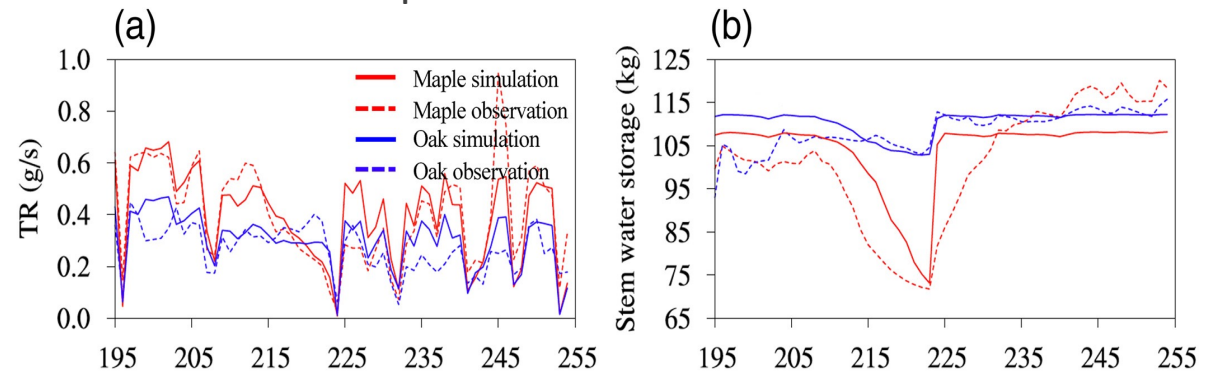 (a)
TR (g/s)
1.0
0.8
0.6
0.4
0.2
0.0
195 205 215 225 235 245 255
Maple simulation
Maple observation
Oak simulation
Oak observation
(b)
Stem water storage (kg)
125
115
105
95
85
75
65
195 205 215 225 235 245 255